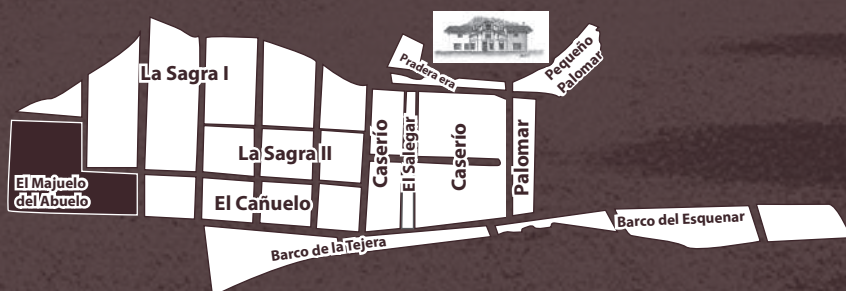 La Sagra I
Pradera era
Pequeño
Palomar
La Sagra II
Caserío
El Salegar
Caserío
Palomar
El Majuelo
del Abuelo
El Cañuelo
Barco de la Tejera
Barco del Esquenar